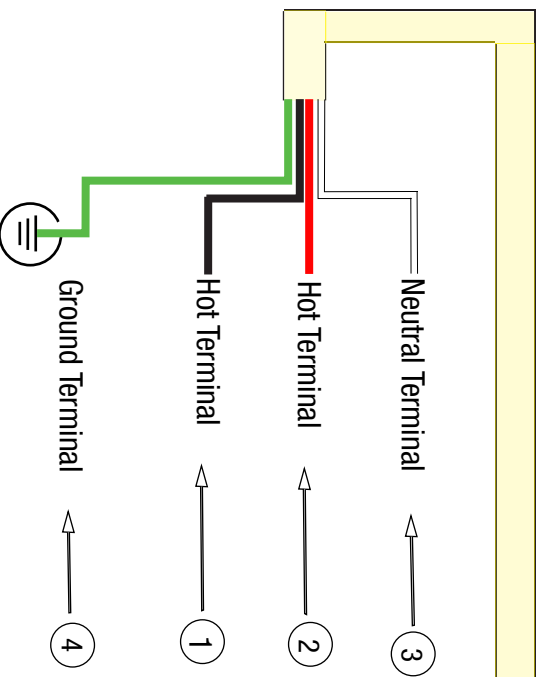 Neutral Terminal 3
Hot Terminal 2
Hot Terminal 1
Ground Terminal 4